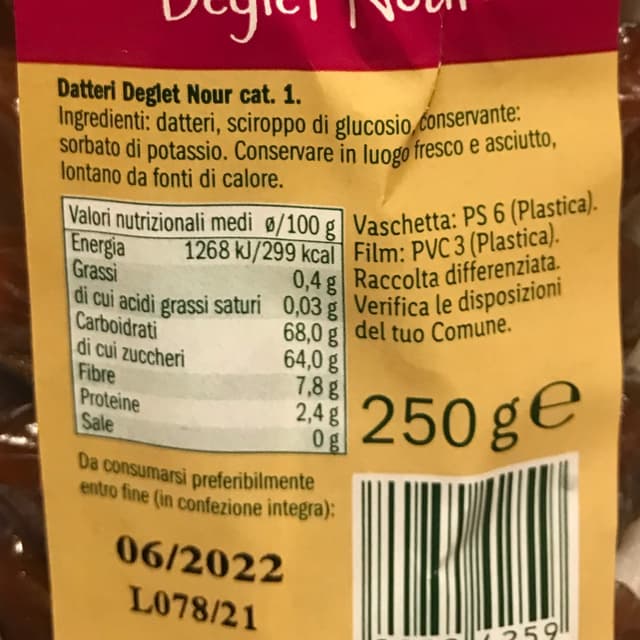 Deglet Nour
Datteri Deglet Nour cat. 1.
Ingredienti: datteri, sciroppo di glucosio, conservante:
sorbato di potassio. Conservare in luogo fresco e asciutto,
lontano da fonti di calore.
Valori nutrizionali medi ø/100 g
Energia 1268 kJ/299 kcal
Grassi 0,4 g
di cui acidi grassi saturi 0,03 g
Carboidrati 68,0 g
di cui zuccheri 64,0 g
Fibre 7,8 g
Proteine 2,4 g
Sale 0 g
Vaschetta: PS 6 (Plastica).
Film: PVC 3 (Plastica).
Raccolta differenziata.
Verifica le disposizioni
del tuo Comune.
250 g e
Da consumarsi preferibilmente
entro fine (in confezione integra):
06/2022
L078/21